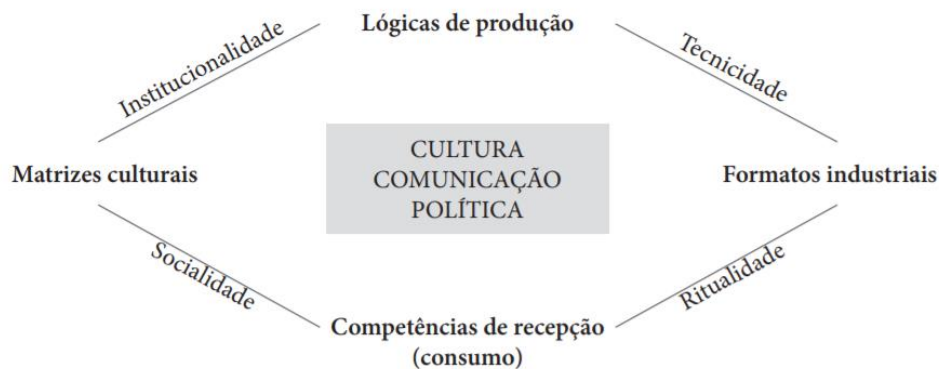 Lógicas de produção
Institucionalidade
Tecnicidade
CULTURA
COMUNICAÇÃO
POLÍTICA
Matrizes culturais
Formatos industriais
Socialidade
Ritualidade
Competências de recepção
(consumo)